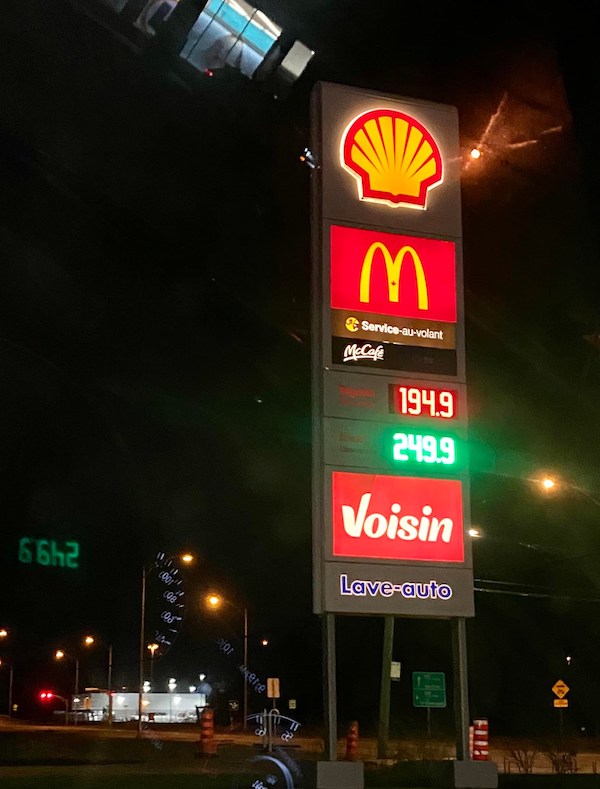 Service-au-volant
McCafé
194.9
249.9
Voisin
Lave-auto